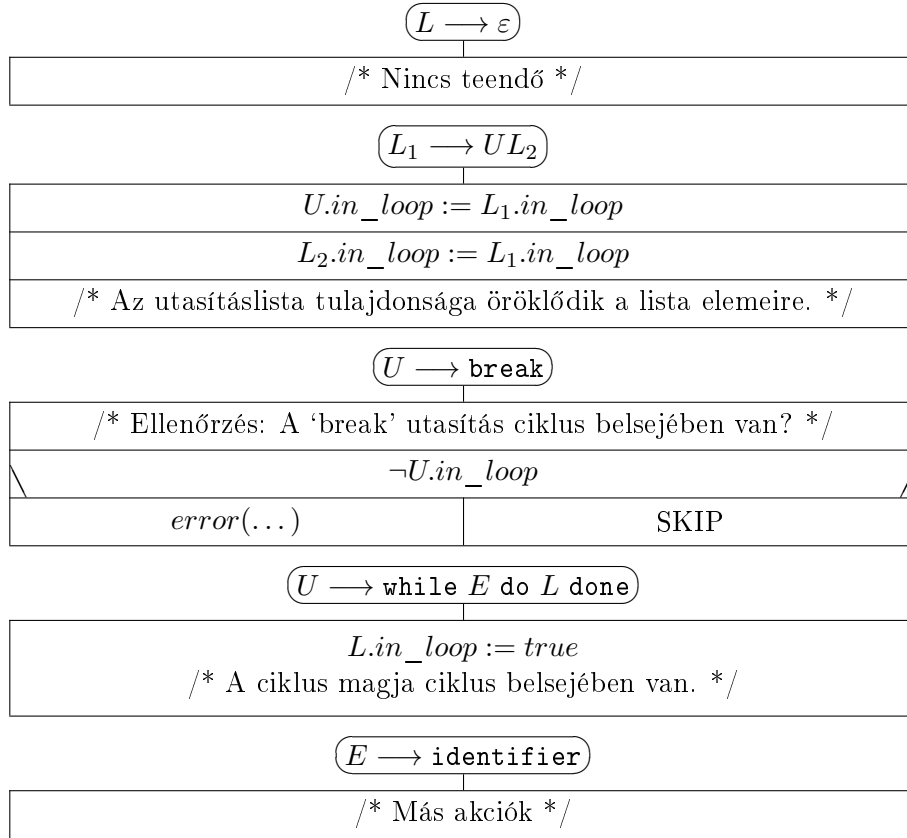 L ⟶ ε
/* Nincs teendő */
L₁ ⟶ UL₂
U.in_loop := L₁.in_loop
L₂.in_loop := L₁.in_loop
/* Az utasításlista tulajdonsága öröklődik a lista elemeire. */
U ⟶ break
/* Ellenőrzés: A ‘break’ utasítás ciklus belsejében van? */
¬U.in_loop
error(...) SKIP
U ⟶ while E do L done
L.in_loop := true
/* A ciklus magja ciklus belsejében van. */
E ⟶ identifier
/* Más akciók */